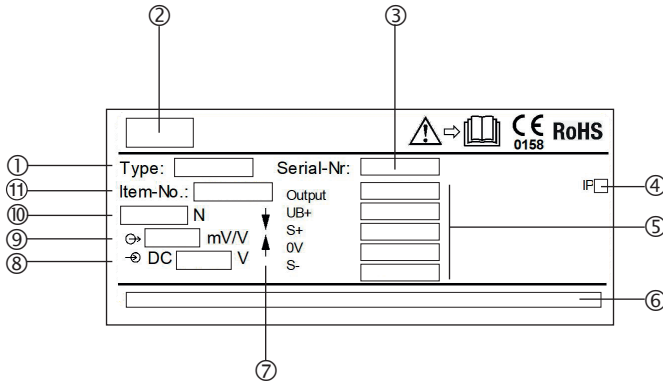 ② ③
CE 0158 RoHS
① Type: Serial-Nr:
⑪ Item-No.: Output IP ④
⑩ N UB+
⑨ mV/V S+ ⑤
⑧ DC V 0V
S-
⑥
⑦